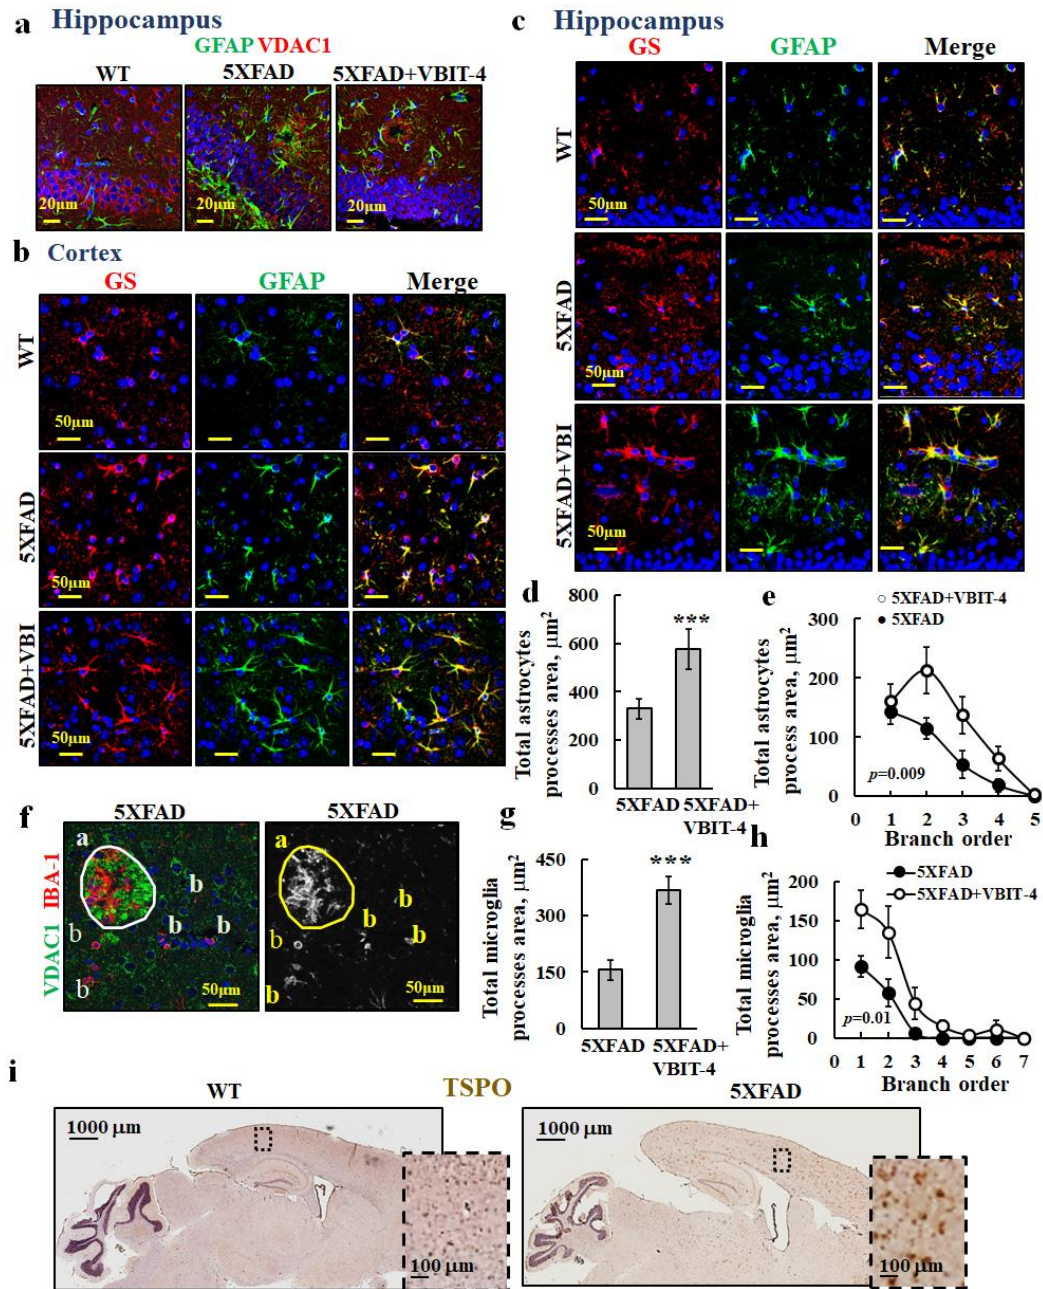 a Hippocampus
GFAP VDAC1
WT 5XFAD 5XFAD+VBIT-4
20µm 20µm 20µm
b Cortex
GS GFAP Merge
WT
50µm
5XFAD
50µm
5XFAD+VBI
50µm
c Hippocampus
GS GFAP Merge
WT
50µm
5XFAD
50µm
5XFAD+VBI
50µm
d
Total astrocytes
processes area, µm²
800
600
400
200
0
***
5XFAD 5XFAD+
VBIT-4
e
5XFAD+VBIT-4
5XFAD
Total astrocytes
process area, µm²
300
200
100
0
p=0.009
1 2 3 4 5
Branch order
f
5XFAD 5XFAD
VDAC1 IBA-1
a
b
b b
b
b
50µm
a
b
b b
b
b
50µm
g
Total microglia
processes area, µm²
450
300
150
0
***
5XFAD 5XFAD+
VBIT-4
h
5XFAD
5XFAD+VBIT-4
Total microglia
process area, µm²
200
150
100
50
0
p=0.01
0 1 2 3 4 5 6 7
Branch order
i
WT TSPO 5XFAD
1000 µm
100 µm
1000 µm
100 µm